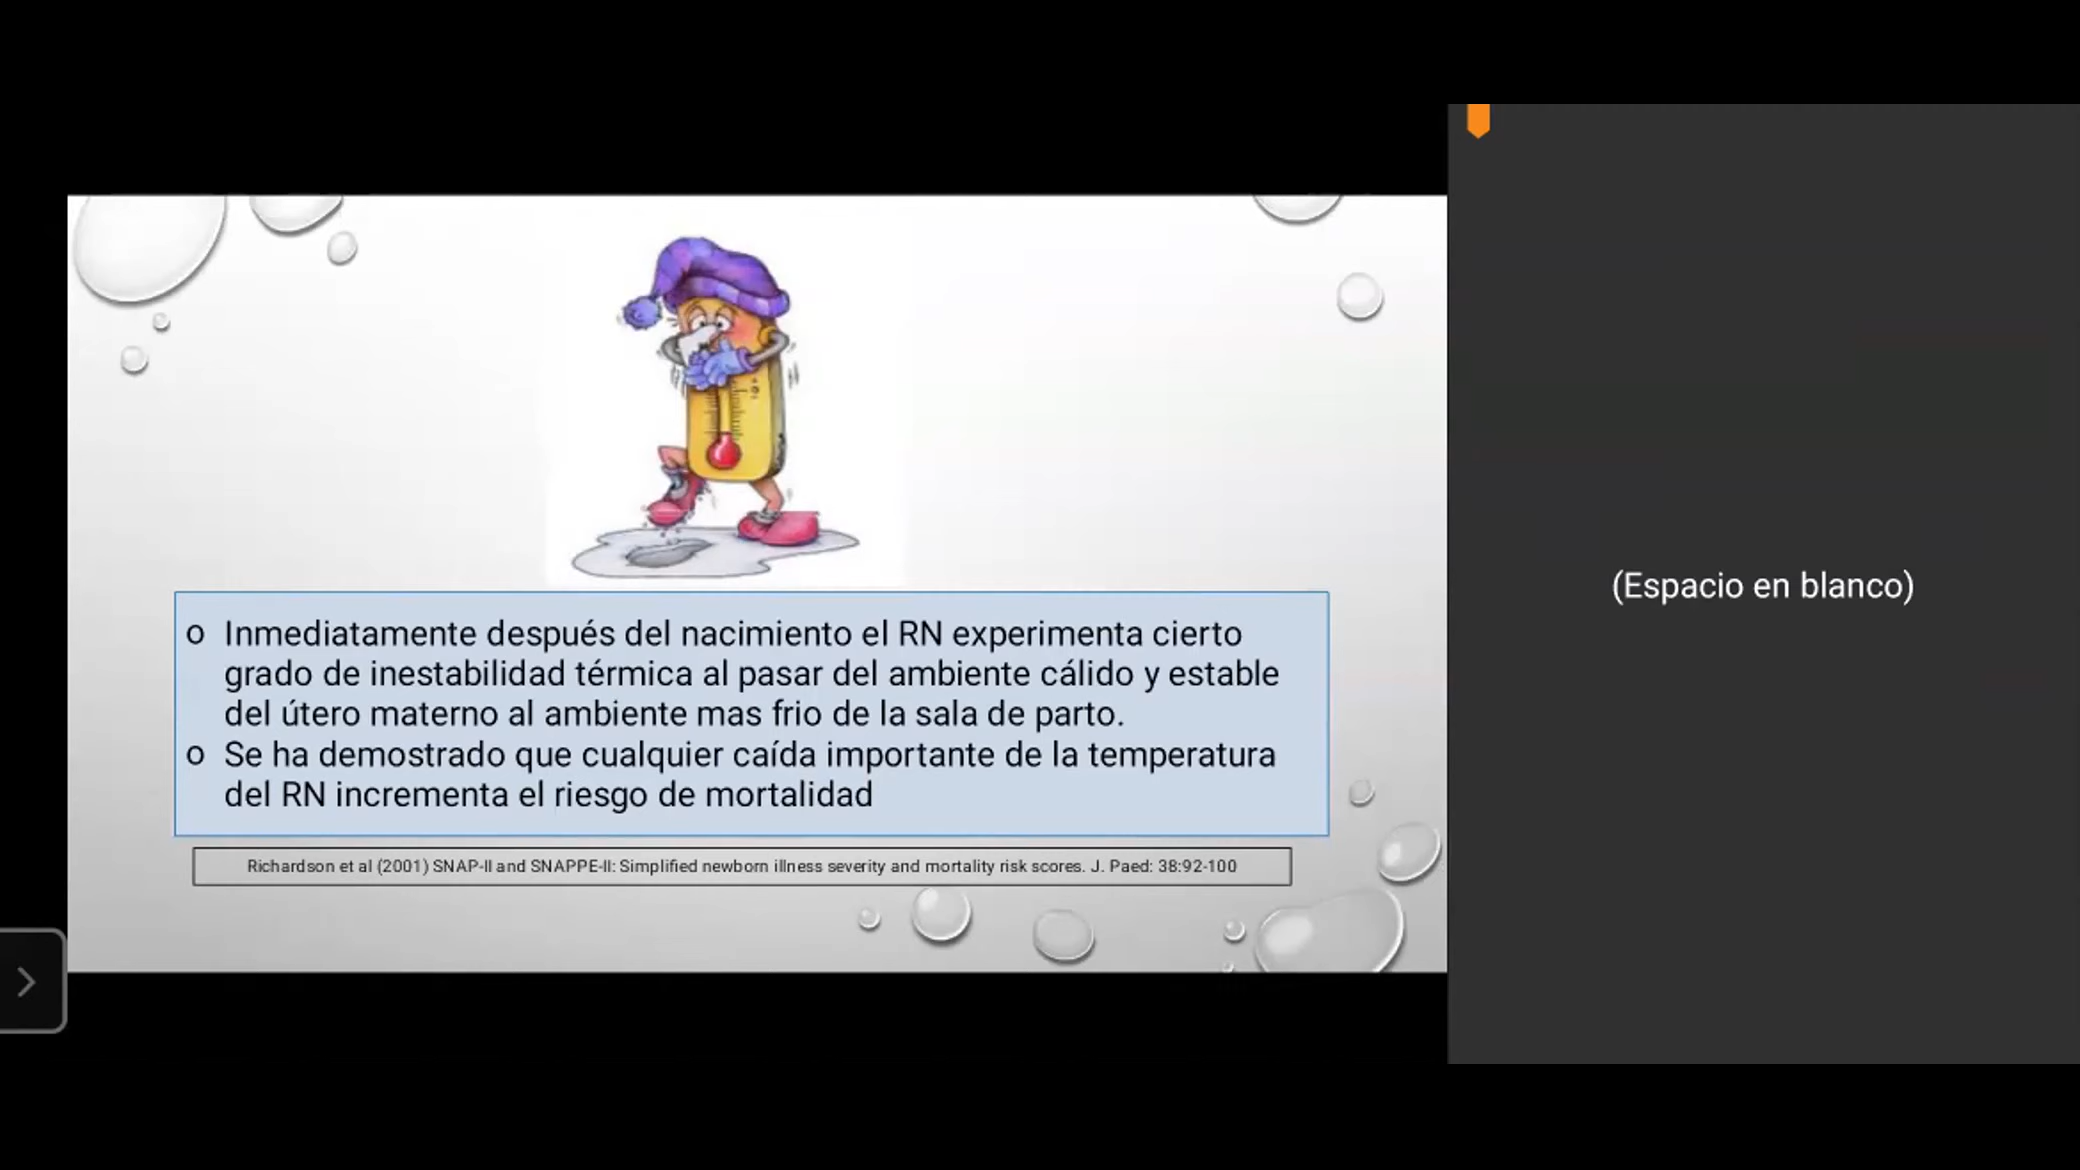 o Inmediatamente después del nacimiento el RN experimenta cierto
grado de inestabilidad térmica al pasar del ambiente cálido y estable
del útero materno al ambiente mas frio de la sala de parto.
o Se ha demostrado que cualquier caída importante de la temperatura
del RN incrementa el riesgo de mortalidad
Richardson et al (2001) SNAP-II and SNAPPE-II: Simplified newborn illness severity and mortality risk scores. J. Paed: 38:92-100
(Espacio en blanco)